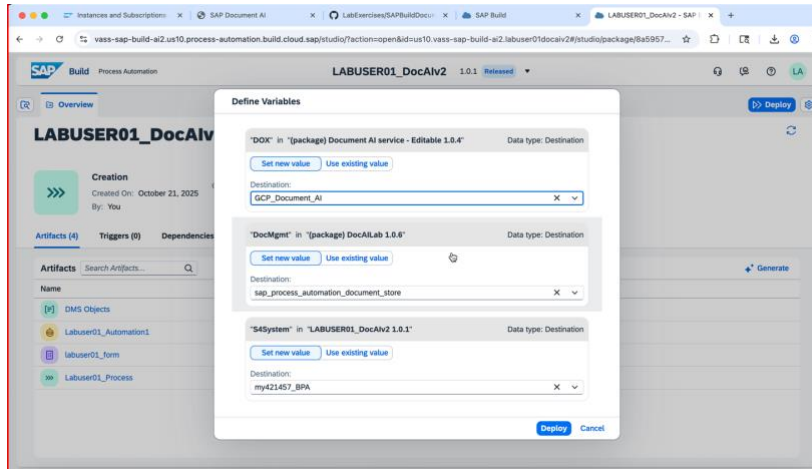 Instances and Subscriptions
SAP Document AI
LabExercises/SAPBuildDocu
SAP Build
LABUSER01_DocAIv2 - SAP
vass-sap-build-ai2.us10.process-automation.build.cloud.sap/studio/?action=open&id=us10.vass-sap-build-ai2.labuser01docaiv2#/studio/package/8a5957...
SAP Build Process Automation
LABUSER01_DocAIv2 1.0.1 Released
LA
Overview
Deploy
LABUSER01_DocAIv
Creation
Created On: October 21, 2025
By: You
Artifacts (4) Triggers (0) Dependencies
Artifacts Search Artifacts...
Generate
Name
DMS Objects
Labuser01_Automation1
labuser01_form
Labuser01_Process
Define Variables
"DOX" in "(package) Document AI service - Editable 1.0.4" Data type: Destination
Set new value Use existing value
Destination:
GCP_Document_AI
"DocMgmt" in "(package) DocAILab 1.0.6" Data type: Destination
Set new value Use existing value
Destination:
sap_process_automation_document_store
"S4System" in "LABUSER01_DocAIv2 1.0.1" Data type: Destination
Set new value Use existing value
Destination:
my421457_BPA
Deploy Cancel